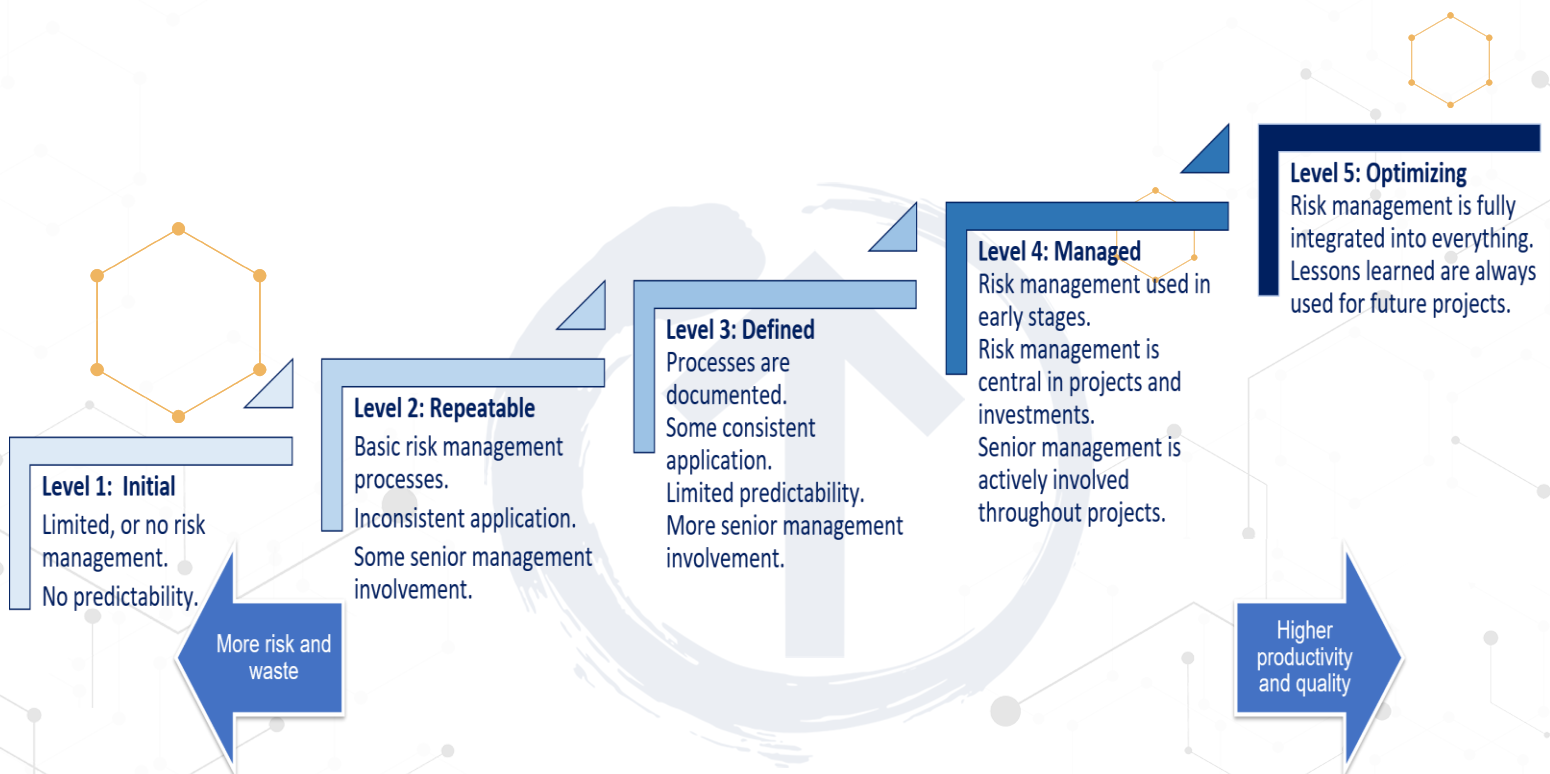 Level 1:  Initial
Limited, or no risk
management.
No predictability.
Level 2: Repeatable
Basic risk management
processes.
Inconsistent application.
Some senior management
involvement.
Level 3: Defined
Processes are
documented.
Some consistent
application.
Limited predictability.
More senior management
involvement.
Level 4: Managed
Risk management used in
early stages.
Risk management is
central in projects and
investments.
Senior management is
actively involved
throughout projects.
Level 5: Optimizing
Risk management is fully
integrated into everything.
Lessons learned are always
used for future projects.
More risk and
waste
Higher
productivity
and quality